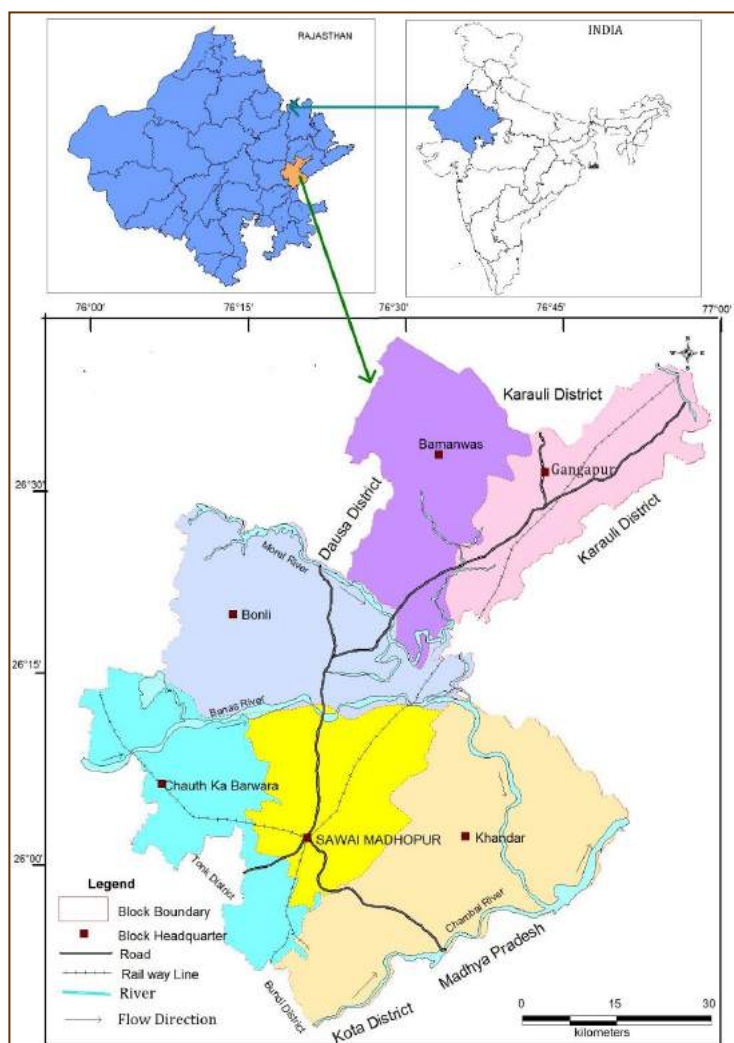 RAJASTHAN
INDIA
76°00'
76°15'
76°30'
76°45'
77°00'
W
E
Karauli District
Bamanwas
Gangapur
26°30'
Dausa District
Karauli District
Morel River
Bonli
26°15'
Banas River
Chauth Ka Barwara
SAWAI MADHOPUR
Khandar
26°00'
Tonk District
Chambal River
Madhya Pradesh
Bundi District
Kota District
Legend
Block Boundary
Block Headquarter
Road
Rail way Line
River
Flow Direction
0 15 30
kilometers